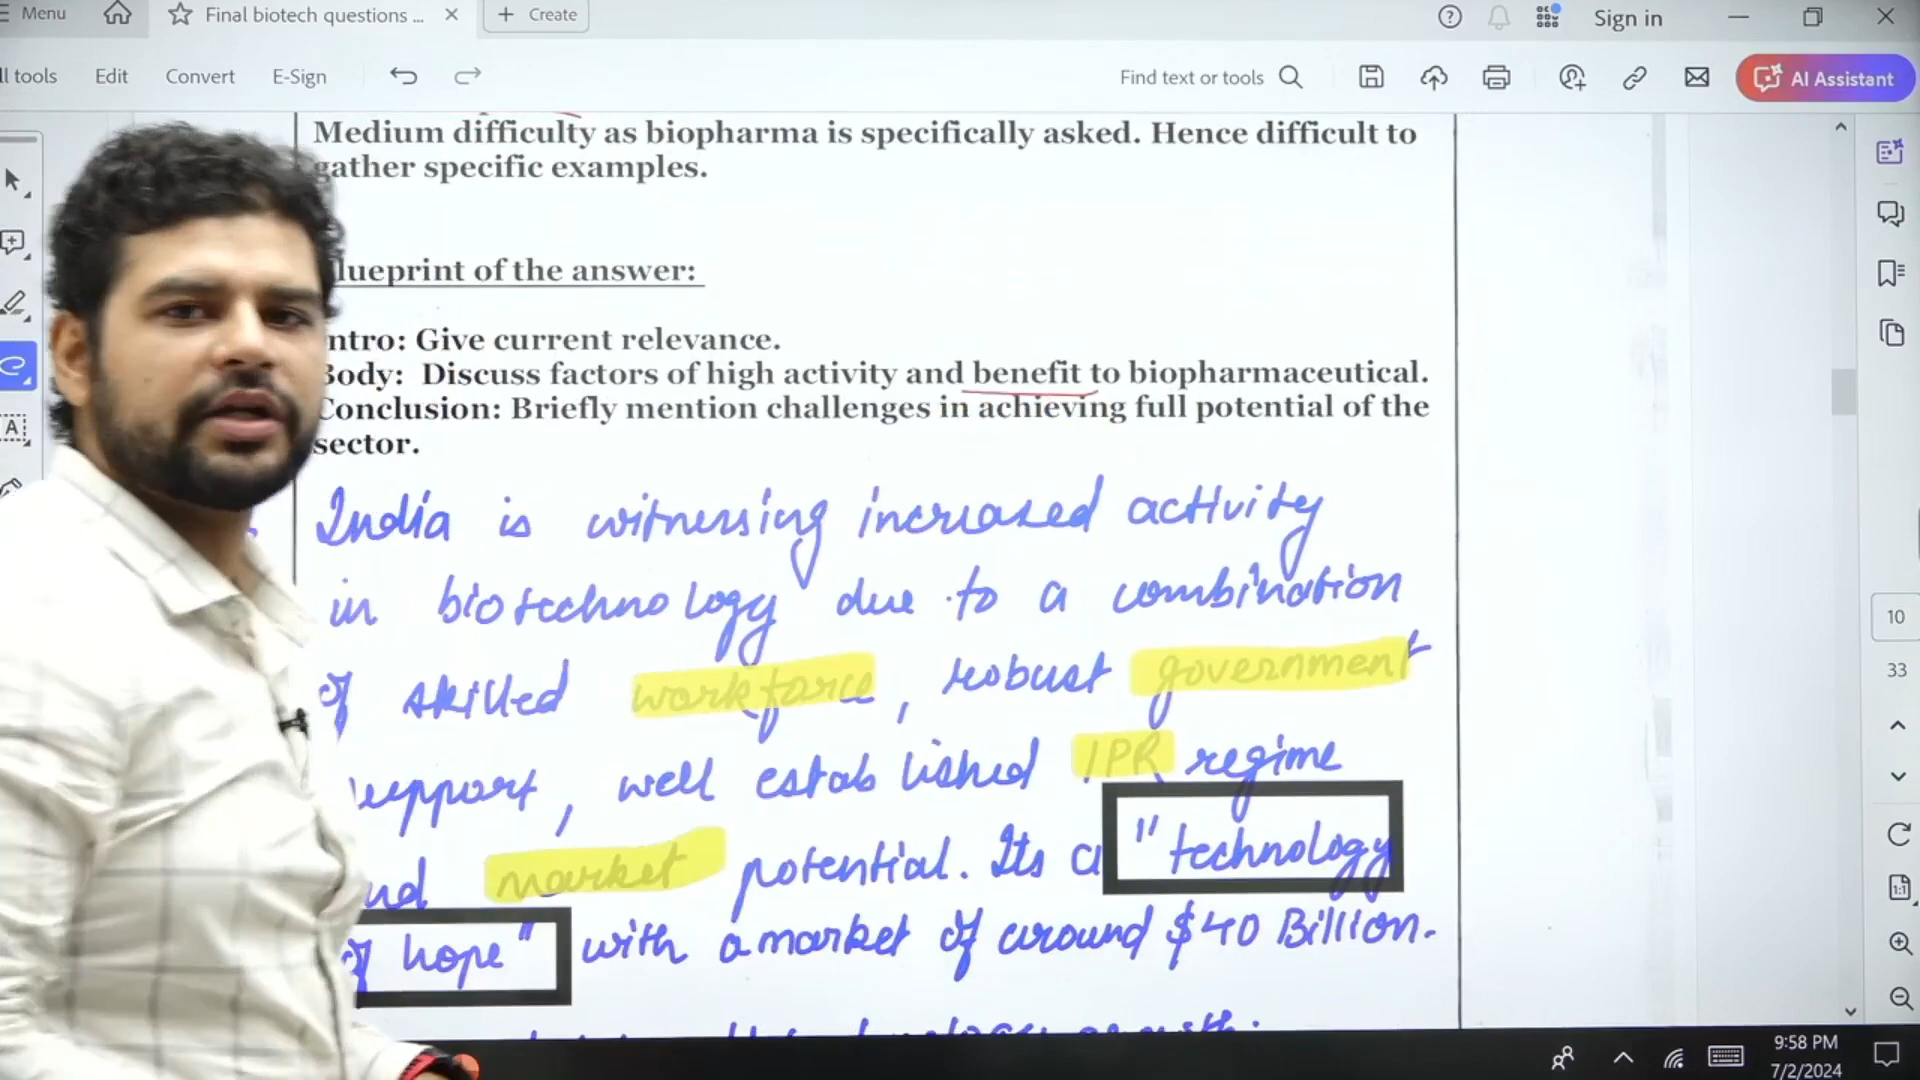 Menu
Final biotech questions ...
Create
Sign in
ll tools
Edit
Convert
E-Sign
Find text or tools
AI Assistant
Medium difficulty as biopharma is specifically asked. Hence difficult to
gather specific examples.
lueprint of the answer:
ntro: Give current relevance.
Body: Discuss factors of high activity and benefit to biopharmaceutical.
Conclusion: Briefly mention challenges in achieving full potential of the
sector.
India is witnessing increased activity
in biotechnology due to a combination
of skilled workforce, robust government
support, well established IPR regime
and market potential. Its a "technology
of hope" with a market of around $40 Billion.
10
33
9:58 PM
7/2/2024